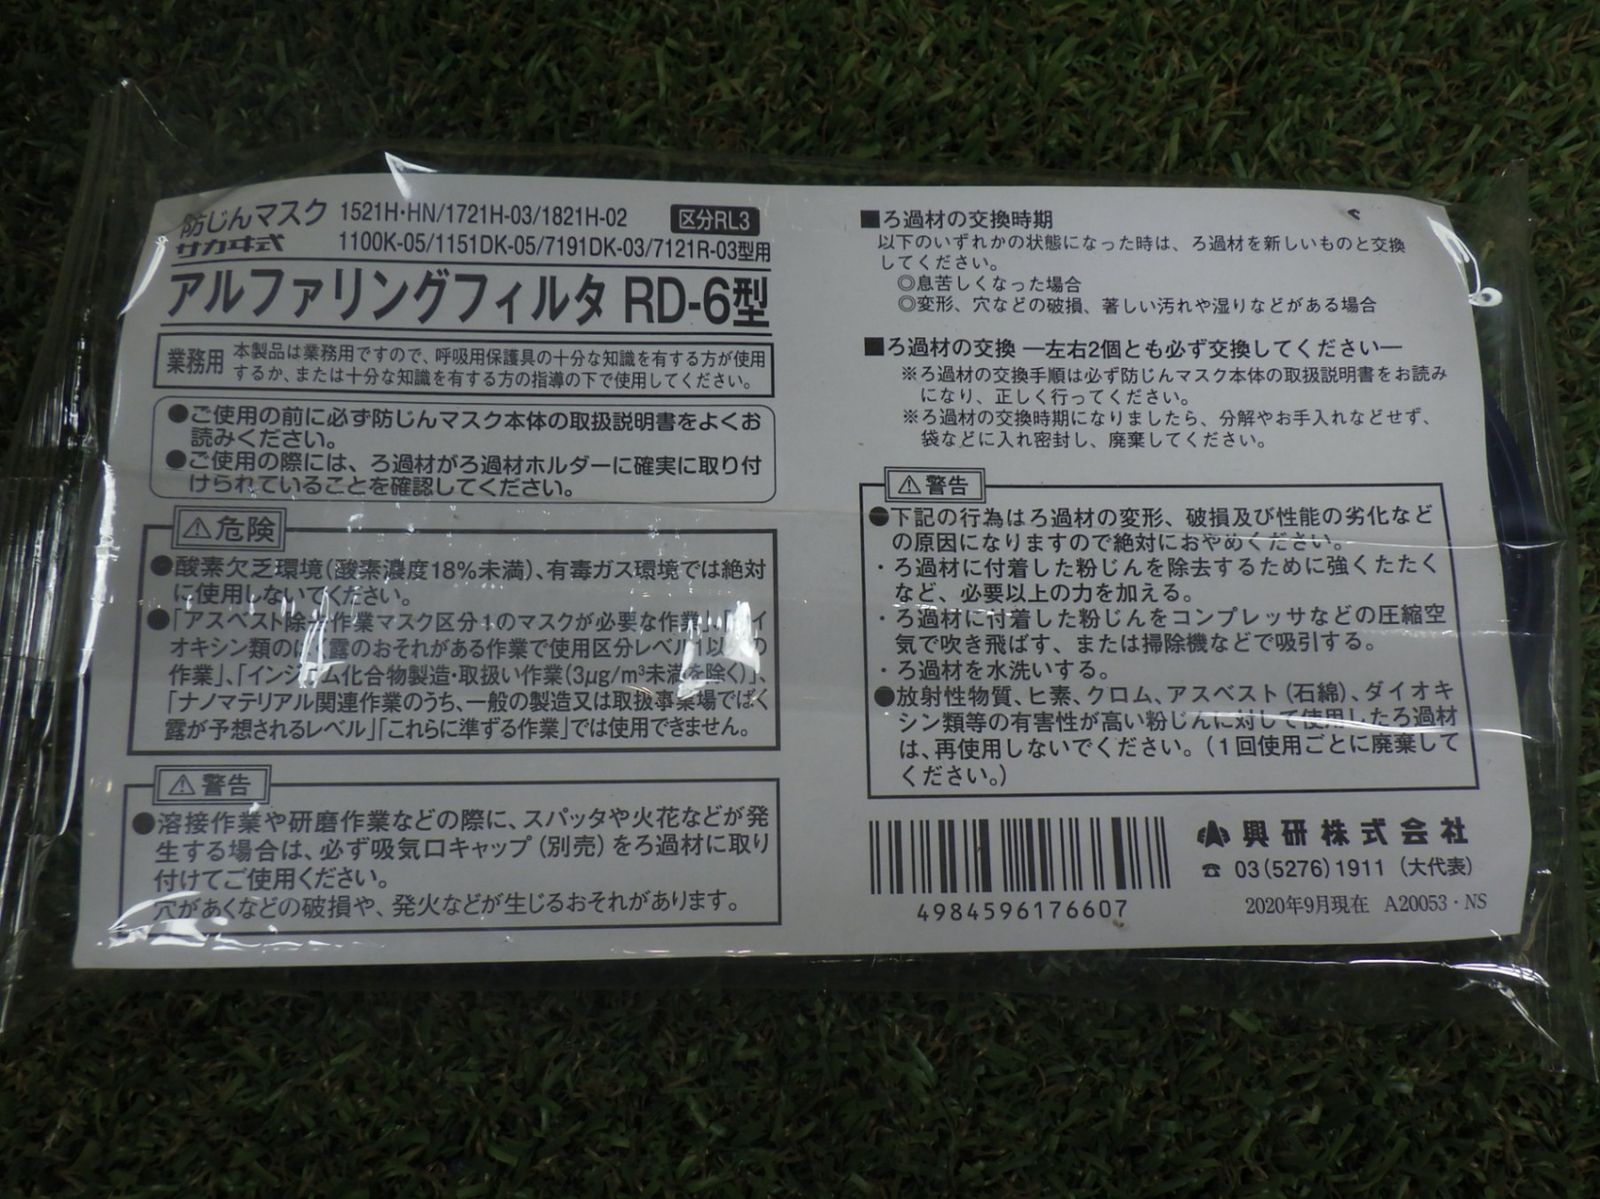 防じんマスク 1521H・HN/1721H-03/1821H-02 区分RL3
サカヰ式 1100K-05/1151DK-05/7191DK-03/7121R-03型用
アルファリングフィルタ RD-6型
業務用 本製品は業務用ですので、呼吸用保護具の十分な知識を有する方が使用
するか、または十分な知識を有する方の指導の下で使用してください。
●ご使用の前に必ず防じんマスク本体の取扱説明書をよくお
読みください。
●ご使用の際には、ろ過材がろ過材ホルダーに確実に取り付
けられていることを確認してください。
⚠危険
●酸素欠乏環境(酸素濃度18%未満)、有毒ガス環境では絶対
に使用しないでください。
●「アスベスト除 作業マスク区分1のマスクが必要な作業」、 イ
オキシン類の 露のおそれがある作業で使用区分レベル1以 の
作業」、「インジ ム化合物製造・取扱い作業(3μg/m³未満を除く)」、
「ナノマテリアル関連作業のうち、一般の製造又は取扱事業場でばく
露が予想されるレベル」「これらに準ずる作業」では使用できません。
⚠警告
●溶接作業や研磨作業などの際に、スパッタや火花などが発
生する場合は、必ず吸気口キャップ(別売)をろ過材に取り
付けてご使用ください。
穴があくなどの破損や、発火などが生じるおそれがあります。
■ろ過材の交換時期
以下のいずれかの状態になった時は、ろ過材を新しいものと交換
してください。
◎息苦しくなった場合
◎変形、穴などの破損、著しい汚れや湿りなどがある場合
■ろ過材の交換 ―左右2個とも必ず交換してください―
※ろ過材の交換手順は必ず防じんマスク本体の取扱説明書をお読み
になり、正しく行ってください。
※ろ過材の交換時期になりましたら、分解やお手入れなどせず、
袋などに入れ密封し、廃棄してください。
⚠警告
●下記の行為はろ過材の変形、破損及び性能の劣化など
の原因になりますので絶対におやめください。
・ろ過材に付着した粉じんを除去するために強くたたく
など、必要以上の力を加える。
・ろ過材に付着した粉じんをコンプレッサなどの圧縮空
気で吹き飛ばす、または掃除機などで吸引する。
・ろ過材を水洗いする。
●放射性物質、ヒ素、クロム、アスベスト(石綿)、ダイオキ
シン類等の有害性が高い粉じんに対して使用したろ過材
は、再使用しないでください。(1回使用ごとに廃棄して
ください。)
興研株式会社
☎ 03(5276)1911 (大代表)
4984596176607
2020年9月現在 A20053・NS